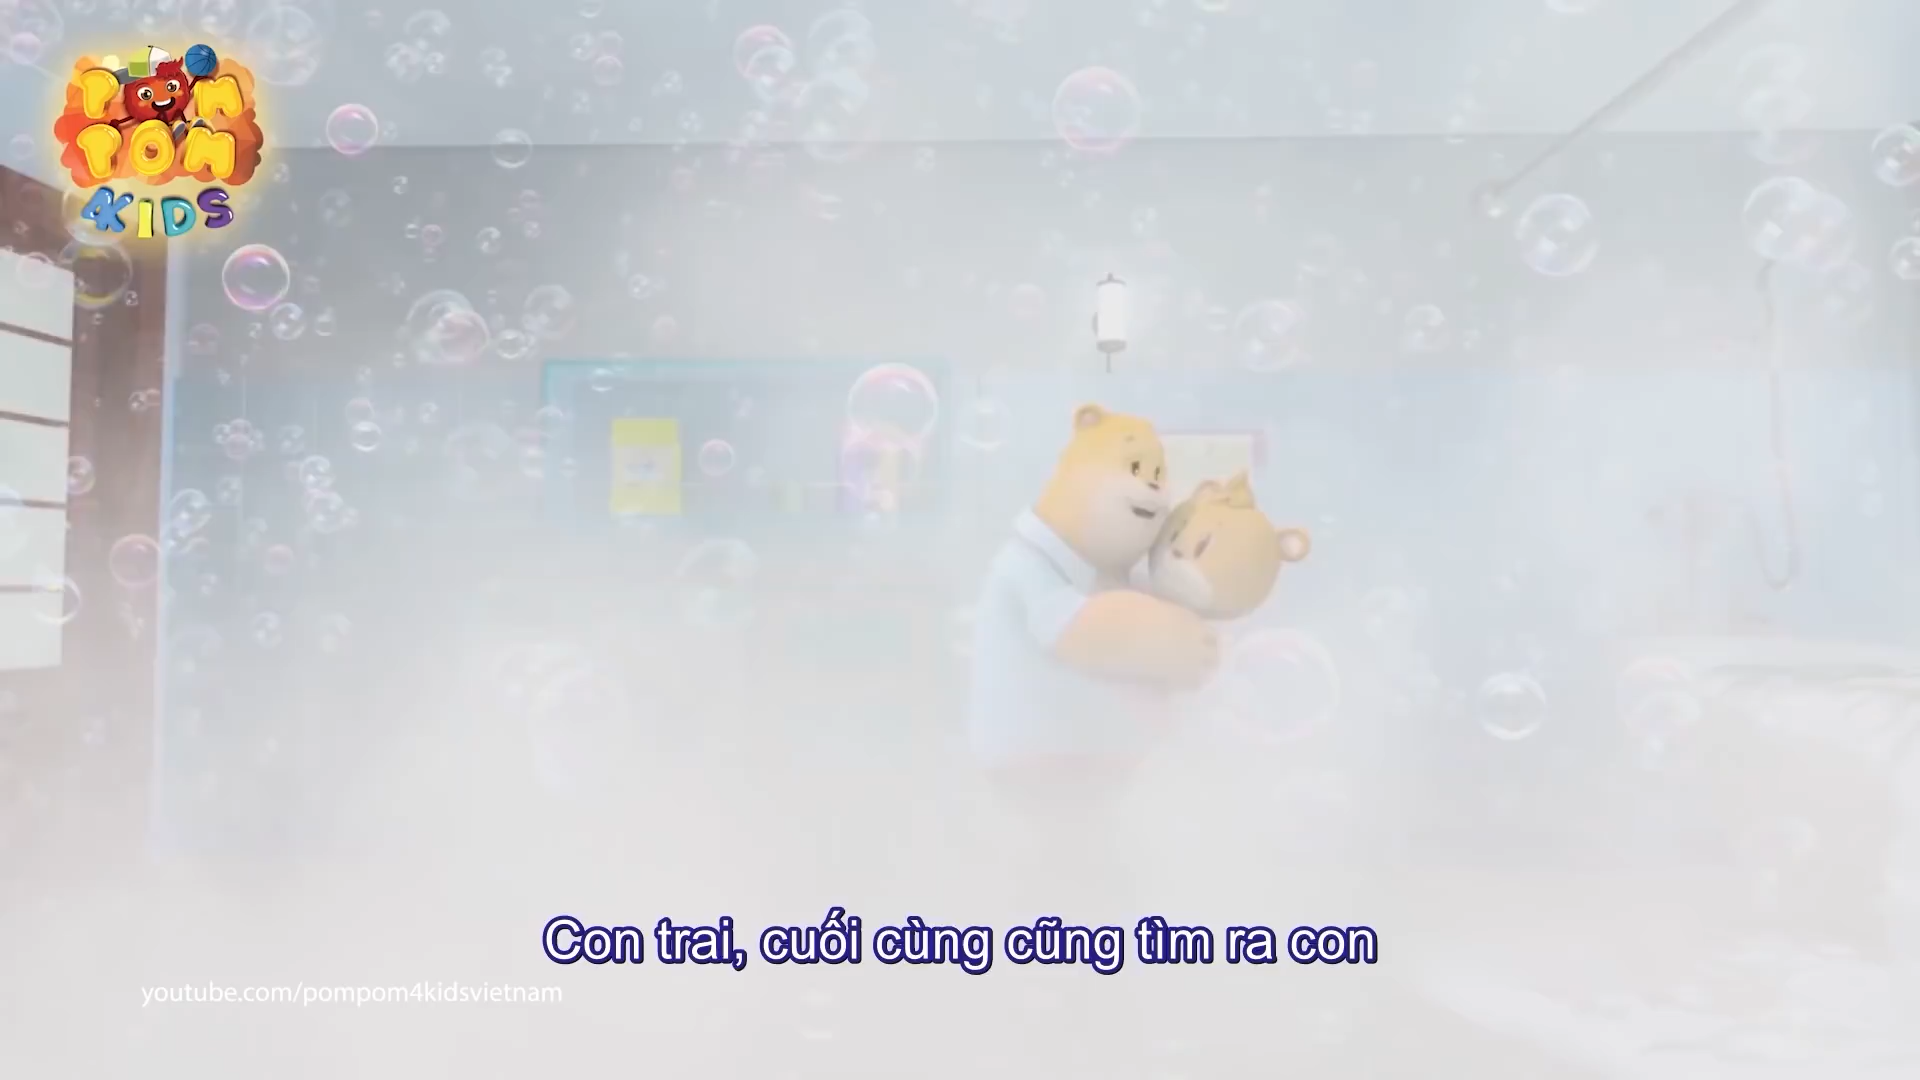 POM
POM
4KIDS
Con trai, cuối cùng cũng tìm ra con
youtube.com/pompom4kidsvietnam